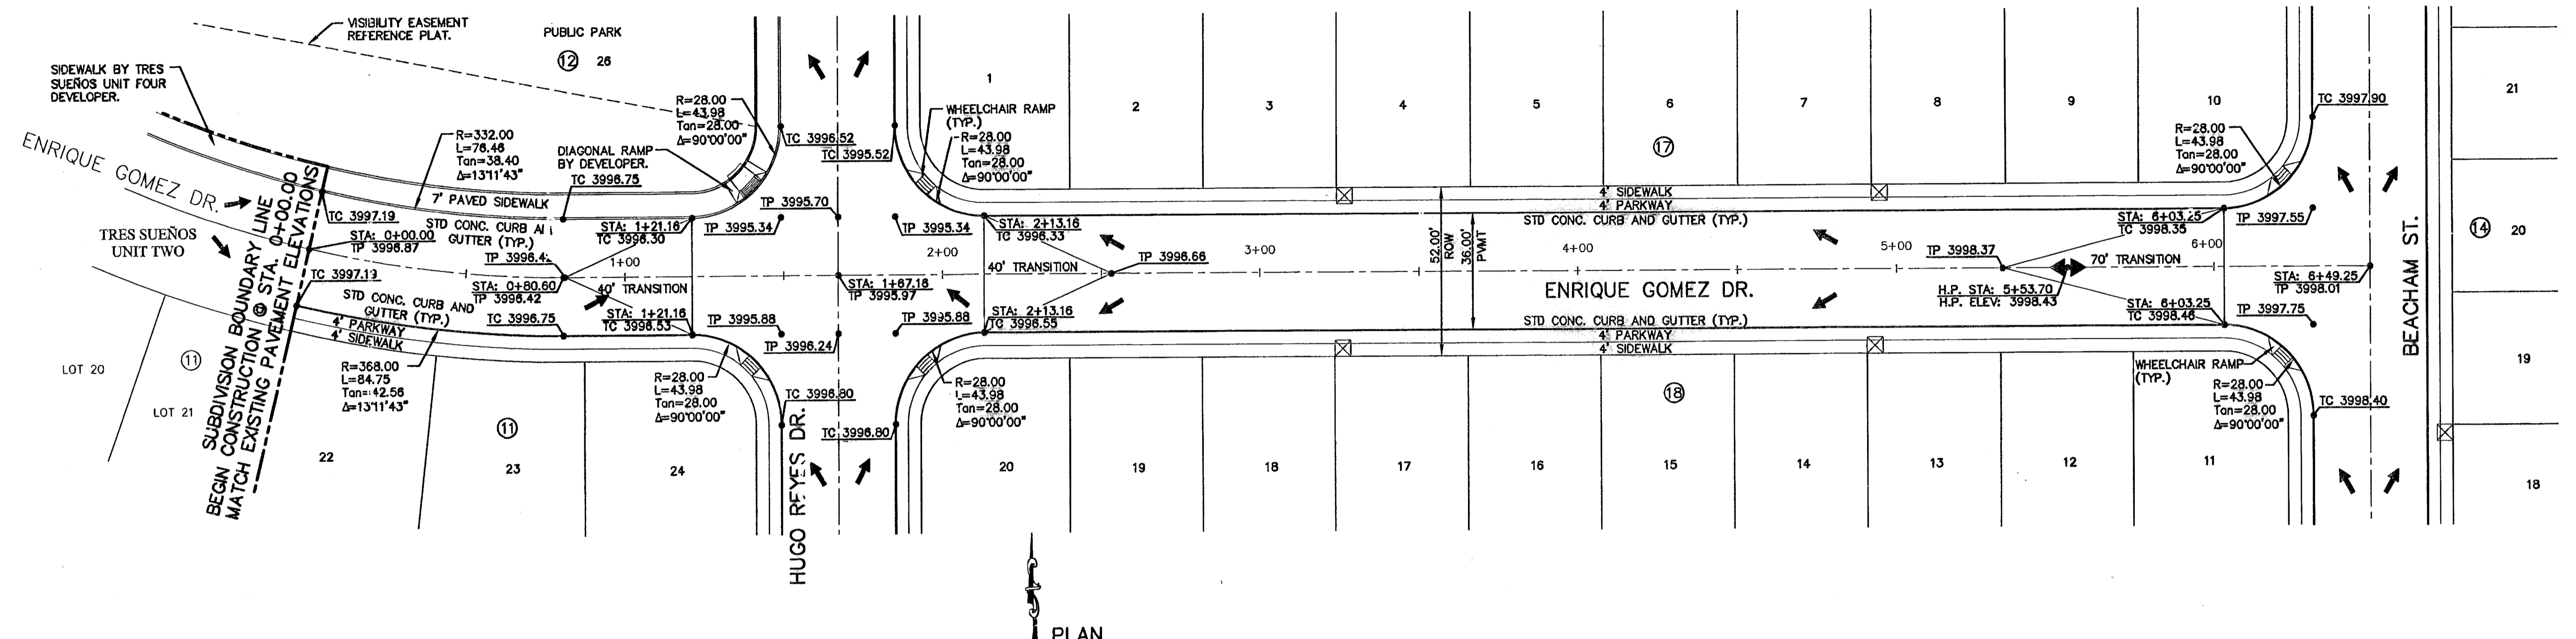 VISIBILITY EASEMENT
REFERENCE PLAT.
PUBLIC PARK
12 26
SIDEWALK BY TRES
SUEÑOS UNIT FOUR
DEVELOPER.
ENRIQUE GOMEZ DR.
TRES SUEÑOS
UNIT TWO
R=332.00
L=76.46
Tan=38.40
Δ=13°11'43"
7' PAVED SIDEWALK
DIAGONAL RAMP
BY DEVELOPER.
TC 3996.75
R=28.00
L=43.98
Tan=28.00
Δ=90°00'00"
TC 3996.52
TC 3995.52
WHEELCHAIR RAMP
(TYP.)
R=28.00
L=43.98
Tan=28.00
Δ=90°00'00"
TC 3997.19
STA: 0+00.00
TP 3996.87
STD CONC. CURB
GUTTER (TYP.)
TC 3997.19
STA: 1+21.16
TC 3996.30
TP 3995.70
TP 3995.34
TP 3995.34
1+00
STA: 0+80.60
TP 3996.42
40' TRANSITION
STA: 1+21.16
TC 3996.53
TC 3996.75
STA: 1+67.16
TP 3995.97
TP 3995.88
TP 3995.88
TP 3996.24
STD CONC. CURB AND
GUTTER (TYP.)
4' PARKWAY
4' SIDEWALK
R=368.00
L=84.75
Tan=42.56
Δ=13°11'43"
R=28.00
L=43.98
Tan=28.00
Δ=90°00'00"
TC 3996.80
TC 3996.80
R=28.00
L=43.98
Tan=28.00
Δ=90°00'00"
SUBDIVISION BOUNDARY LINE
BEGIN CONSTRUCTION @ STA. 0+00.00
MATCH EXISTING PAVEMENT ELEVATIONS
LOT 20
11
LOT 21
22
11
23
24
HUGO REYES DR.
STA: 2+13.16
TC 3996.33
2+00
40' TRANSITION
TP 3996.66
STA: 2+13.16
TC 3996.55
3+00
52.00'
ROW
36.00'
PVMT
1
2
3
4
5
6
7
8
9
10
17
4' SIDEWALK
4' PARKWAY
STD CONC. CURB AND GUTTER (TYP.)
4+00
ENRIQUE GOMEZ DR.
STD CONC. CURB AND GUTTER (TYP.)
4' PARKWAY
4' SIDEWALK
18
20
19
18
17
16
15
14
13
12
11
5+00
TP 3998.37
H.P. STA: 5+53.70
H.P. ELEV: 3998.43
70' TRANSITION
6+00
STA: 6+03.25
TC 3998.35
TP 3997.55
STA: 6+03.25
TC 3998.46
TP 3997.75
STA: 6+49.25
TP 3998.01
R=28.00
L=43.98
Tan=28.00
Δ=90°00'00"
TC 3997.90
WHEELCHAIR RAMP
(TYP.)
R=28.00
L=43.98
Tan=28.00
Δ=90°00'00"
TC 3998.40
BEACHAM ST.
21
14 20
19
18
PLAN